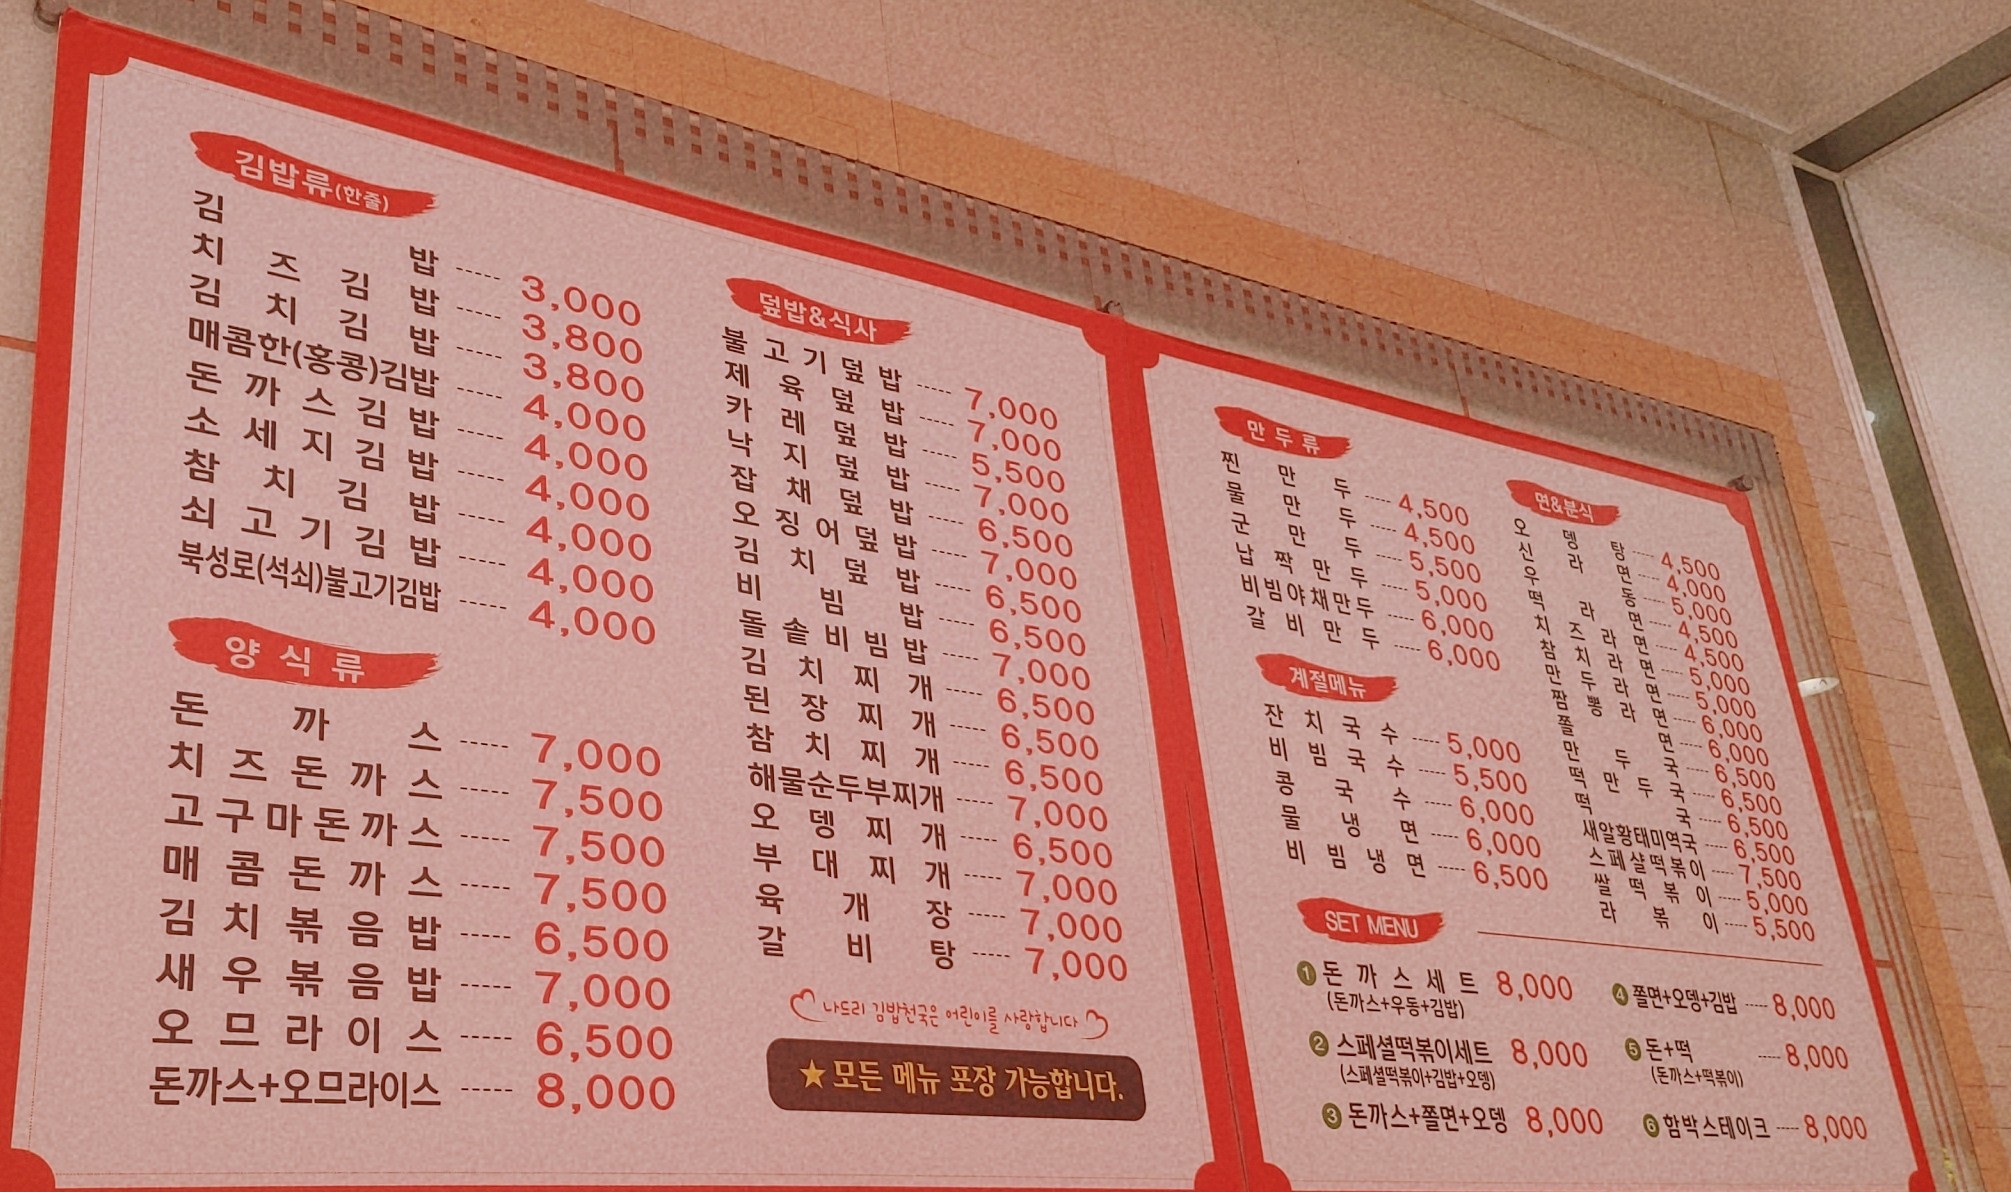 김밥류(한줄)
김밥 ----- 3,000
치즈김밥 ----- 3,800
김치김밥 ----- 3,800
매콤한(홍콩)김밥 ----- 4,000
돈까스김밥 ----- 4,000
소세지김밥 ----- 4,000
참치김밥 ----- 4,000
쇠고기김밥 ----- 4,000
북성로(석쇠)불고기김밥 ----- 4,000
양식류
돈까스 ----- 7,000
치즈돈까스 ----- 7,500
고구마돈까스 ----- 7,500
매콤돈까스 ----- 7,500
김치볶음밥 ----- 6,500
새우볶음밥 ----- 7,000
오므라이스 ----- 6,500
돈까스+오므라이스 ----- 8,000
덮밥&식사
불고기덮밥 ----- 7,000
제육덮밥 ----- 7,000
카레덮밥 ----- 5,500
낙지덮밥 ----- 7,000
잡채덮밥 ----- 6,500
오징어덮밥 ----- 7,000
김치덮밥 ----- 6,500
비빔밥 ----- 6,500
돌솥비빔밥 ----- 7,000
김치찌개 ----- 6,500
된장찌개 ----- 6,500
참치찌개 ----- 6,500
해물순두부찌개 ----- 7,000
오뎅찌개 ----- 6,500
부대찌개 ----- 7,000
육개장 ----- 7,000
갈비탕 ----- 7,000
나드리 김밥천국은 어린이를 사랑합니다
★모든 메뉴 포장 가능합니다.
만두류
찐만두 ---- 4,500
물만두 ---- 4,500
군만두 ---- 5,500
납짝만두 ---- 5,000
비빔야채만두 ---- 6,000
갈비만두 ---- 6,000
계절메뉴
잔치국수 ---- 5,000
비빔국수 ---- 5,500
콩국수 ---- 6,000
물냉면 ---- 6,000
비빔냉면 ---- 6,500
면&분식
오뎅탕 ---- 4,500
신라면 ---- 4,000
우동 ---- 5,000
떡라면 ---- 4,500
치즈라면 ---- 4,500
참치라면 ---- 5,000
만두라면 ---- 5,000
짬뽕라면 ---- 6,000
쫄면 ---- 6,000
만두국 ---- 6,500
떡만두국 ---- 6,500
떡국 ---- 6,500
새알황태미역국 ---- 6,500
스페샬떡볶이 ---- 7,500
쌀떡볶이 ---- 5,000
라볶이 ---- 5,500
SET MENU
1 돈까스세트 8,000
(돈까스+우동+김밥)
2 스페셜떡볶이세트 8,000
(스페셜떡볶이+김밥+오뎅)
3 돈까스+쫄면+오뎅 8,000
4 쫄면+오뎅+김밥 ---- 8,000
5 돈+떡 ---- 8,000
(돈까스+떡볶이)
6 함박스테이크 ---- 8,000